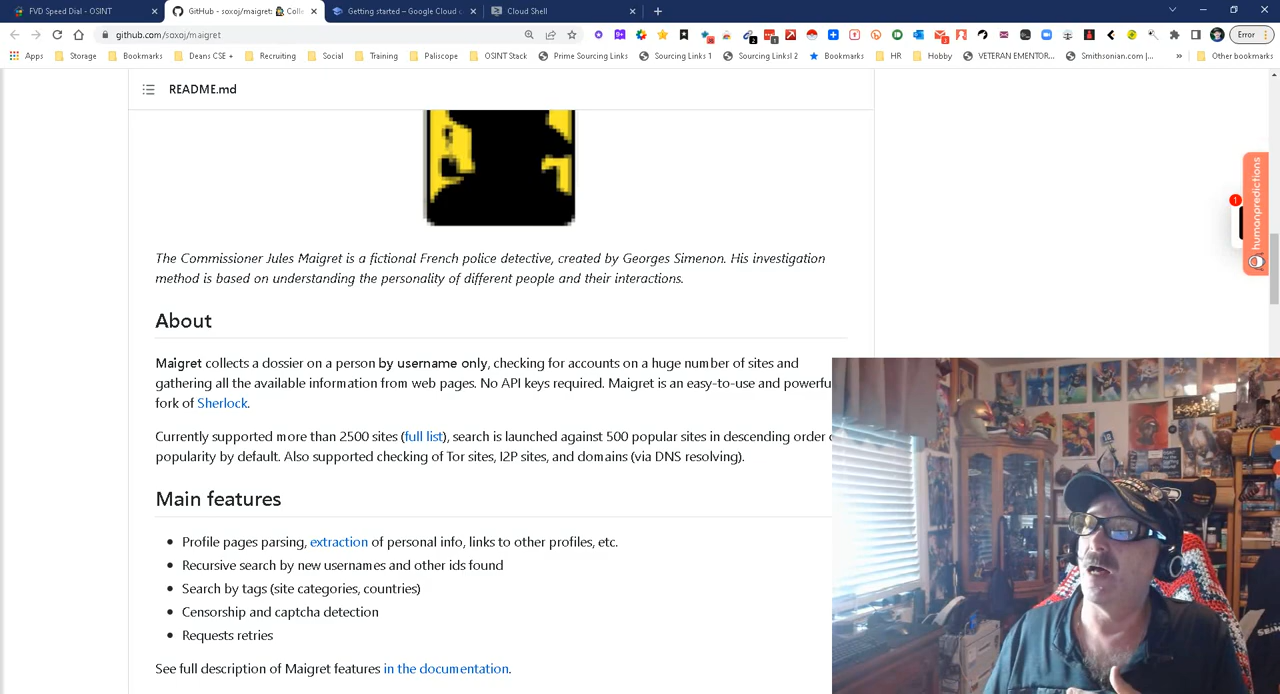 FVD Speed Dial - OSINT
GitHub - soxoj/maigret: Colle
Getting started – Google Cloud c
Cloud Shell
github.com/soxoj/maigret
Error
Apps Storage Bookmarks Deans CSE + Recruiting Social Training Paliscope OSINT Stack Prime Sourcing Links Sourcing Links 1 Sourcingl Links! 2 Bookmarks HR Hobby VETERAN EMENTOR... Smithsonian.com |... » Other bookmarks
README.md
humanpredictions
1
The Commissioner Jules Maigret is a fictional French police detective, created by Georges Simenon. His investigation
method is based on understanding the personality of different people and their interactions.
About
Maigret collects a dossier on a person by username only, checking for accounts on a huge number of sites and
gathering all the available information from web pages. No API keys required. Maigret is an easy-to-use and powerfu
fork of Sherlock.
Currently supported more than 2500 sites (full list), search is launched against 500 popular sites in descending order
popularity by default. Also supported checking of Tor sites, I2P sites, and domains (via DNS resolving).
Main features
• Profile pages parsing, extraction of personal info, links to other profiles, etc.
• Recursive search by new usernames and other ids found
• Search by tags (site categories, countries)
• Censorship and captcha detection
• Requests retries
See full description of Maigret features in the documentation.